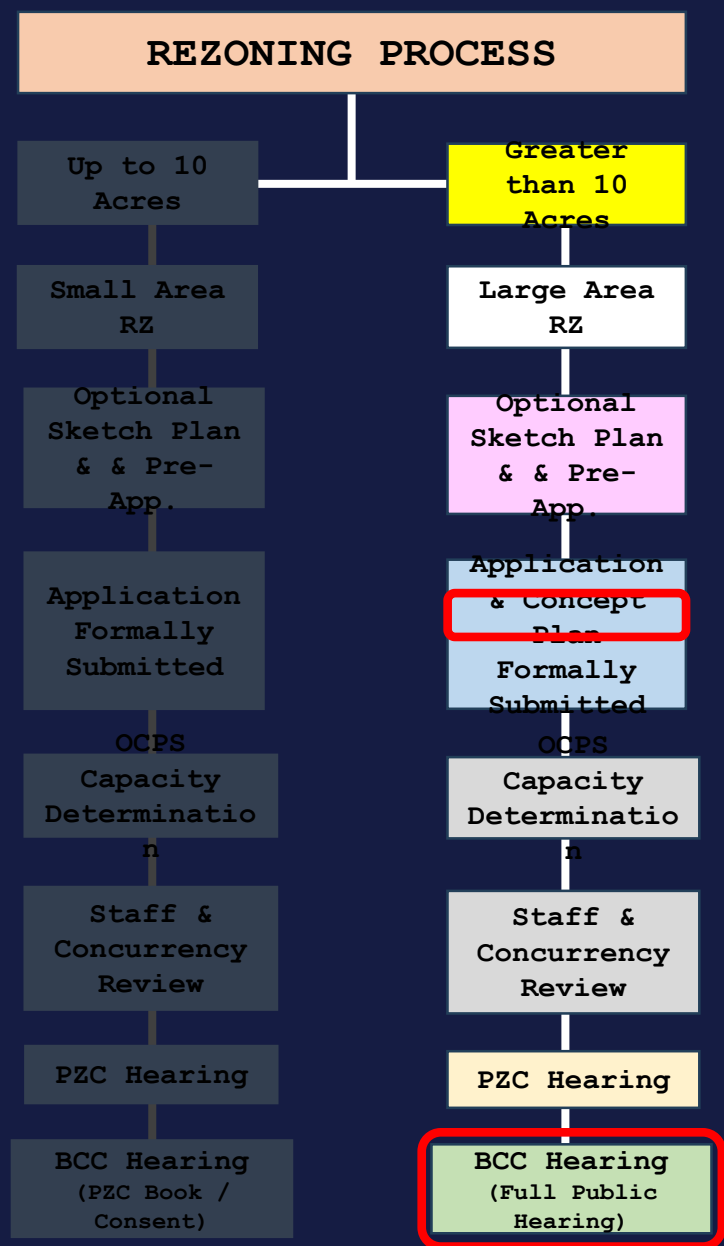 REZONING PROCESS
Up to 10
Acres
Small Area
RZ
Optional
Sketch Plan
& & Pre-
App.
Application
Formally
Submitted
OCPS
Capacity
Determinatio
n
Staff &
Concurrency
Review
PZC Hearing
BCC Hearing
(PZC Book /
Consent)
Greater
than 10
Acres
Large Area
RZ
Optional
Sketch Plan
& & Pre-
App.
Application
& Concept
Plan
Formally
Submitted
OCPS
Capacity
Determinatio
n
Staff &
Concurrency
Review
PZC Hearing
BCC Hearing
(Full Public
Hearing)